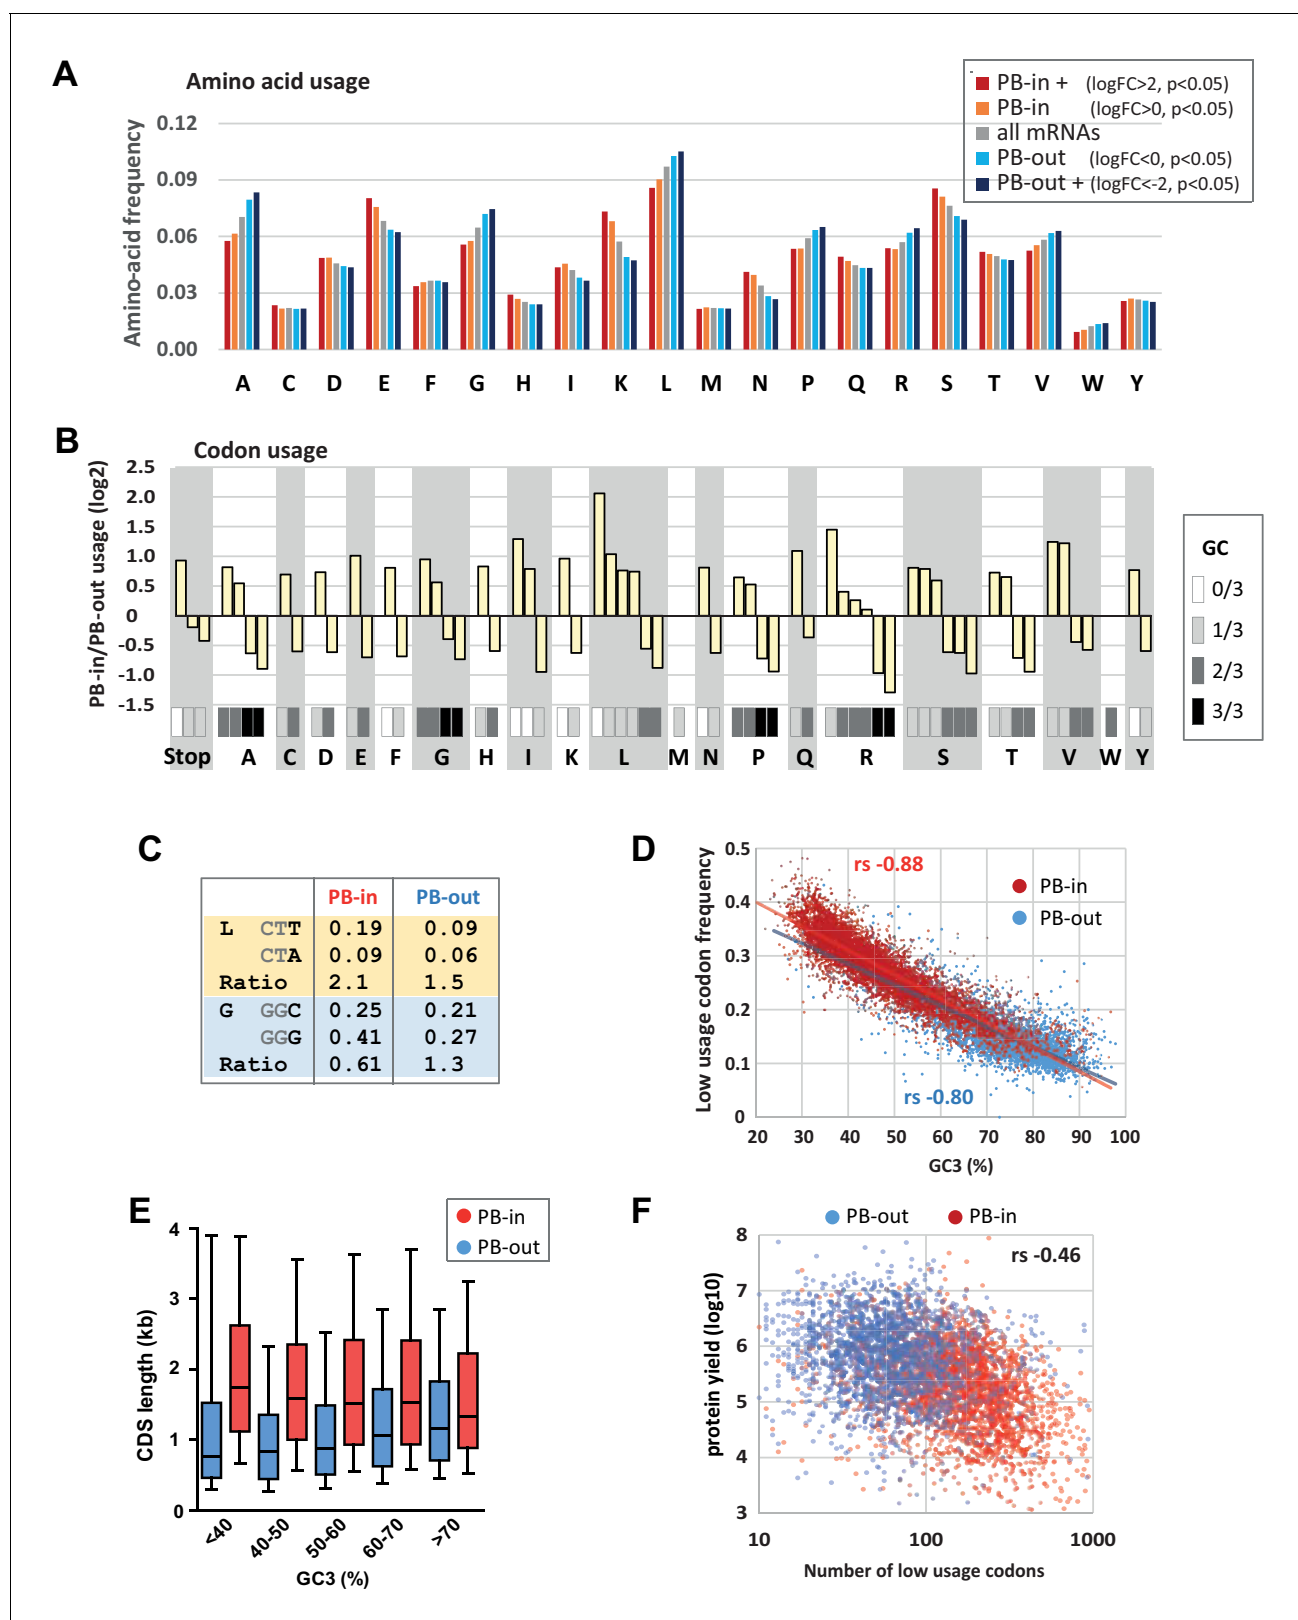 A
Amino acid usage
PB-in + (logFC>2, p<0.05)
PB-in (logFC>0, p<0.05)
all mRNAs
PB-out (logFC<0, p<0.05)
PB-out + (logFC<-2, p<0.05)
Amino-acid frequency
0.12
0.09
0.06
0.03
0.00
A C D E F G H I K L M N P Q R S T V W Y
B
Codon usage
PB-in/PB-out usage (log2)
2.5
2.0
1.5
1.0
0.5
0
-0.5
-1.0
-1.5
Stop A C D E F G H I K L M N P Q R S T V W Y
GC
0/3
1/3
2/3
3/3
C
PB-in PB-out
L CTT 0.19 0.09
CTA 0.09 0.06
Ratio 2.1 1.5
G GGC 0.25 0.21
GGG 0.41 0.27
Ratio 0.61 1.3
D
Low usage codon frequency
0.5
0.4
0.3
0.2
0.1
0
rs -0.88
PB-in
PB-out
rs -0.80
20 30 40 50 60 70 80 90 100
GC3 (%)
E
PB-in
PB-out
CDS length (kb)
4
3
2
1
0
<40 40-50 50-60 60-70 >70
GC3 (%)
F
PB-out PB-in
rs -0.46
protein yield (log10)
8
7
6
5
4
3
10 100 1000
Number of low usage codons